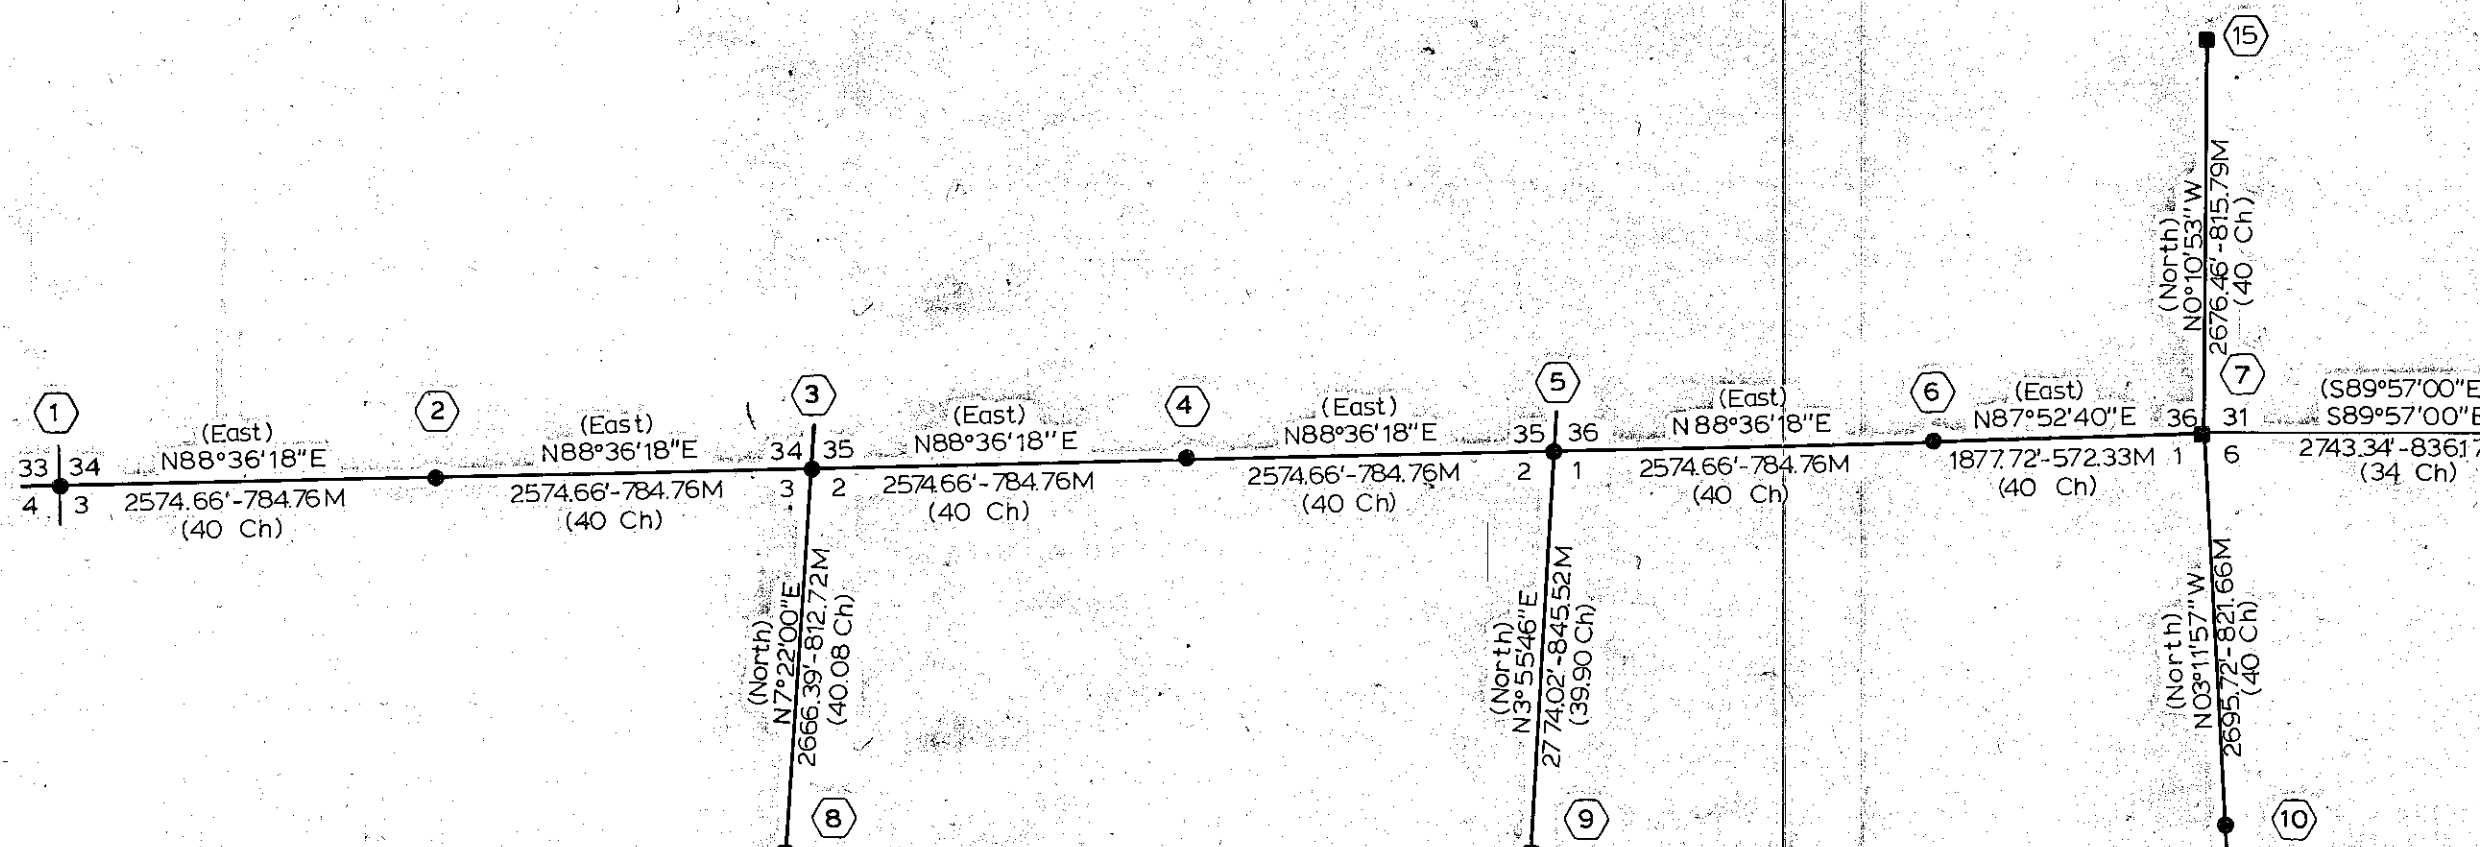 15
(North)
N0°10'53"W
2676.46'-815.79M
(40 Ch)
1
33 34
4 3
(East)
N88°36'18"E
2574.66'-784.76M
(40 Ch)
2
(East)
N88°36'18"E
2574.66'-784.76M
(40 Ch)
3
34 35
3 2
(East)
N88°36'18"E
2574.66'-784.76M
(40 Ch)
4
(East)
N88°36'18"E
2574.66'-784.76M
(40 Ch)
5
35 36
2 1
(East)
N88°36'18"E
2574.66'-784.76M
(40 Ch)
6
(East)
N87°52'40"E
1877.72'-572.33M
(40 Ch)
7
36 31
1 6
(S89°57'00"E
S89°57'00"E
2743.34'-836.17
(34 Ch)
(North)
N7°22'00"E
2666.39'-812.72M
(40.08 Ch)
8
(North)
N3°55'46"E
2774.02'-845.52M
(39.90 Ch)
9
(North)
N03°11'57"W
2695.72'-821.66M
(40 Ch)
10